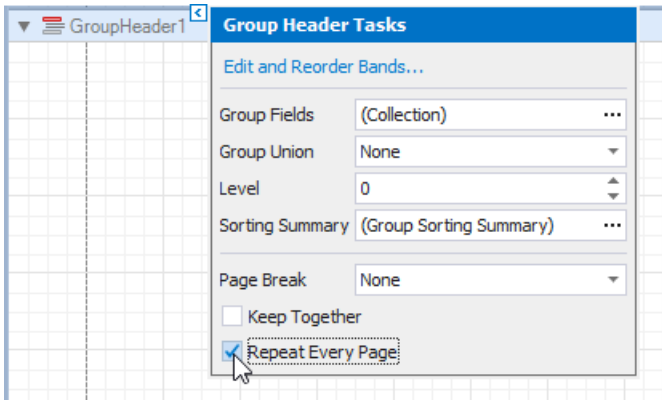 GroupHeader1
Group Header Tasks
Edit and Reorder Bands...
Group Fields (Collection) ...
Group Union None
Level 0
Sorting Summary (Group Sorting Summary) ...
Page Break None
Keep Together
Repeat Every Page